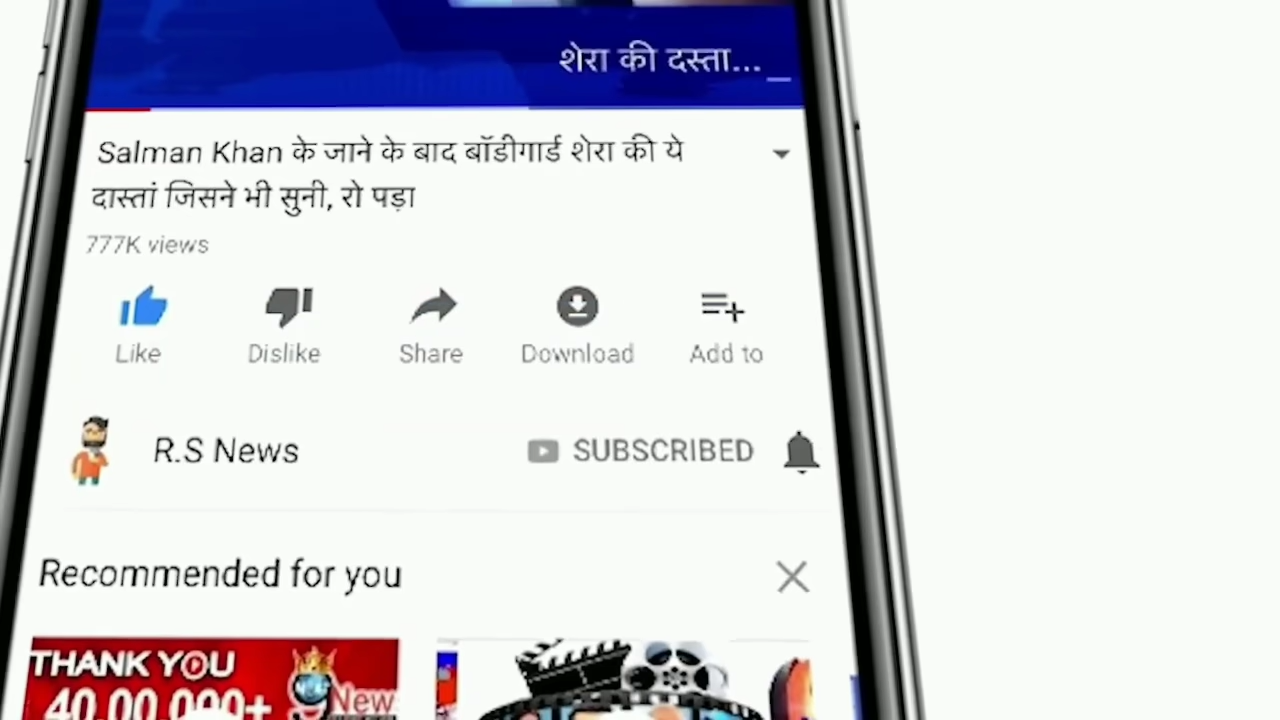 शेरा की दस्ता...
Salman Khan के जाने के बाद बॉडीगार्ड शेरा की ये
दास्तां जिसने भी सुनी, रो पड़ा
777K views
Like Dislike Share Download Add to
R.S News SUBSCRIBED
Recommended for you
THANK YOU
40,00,000+ News